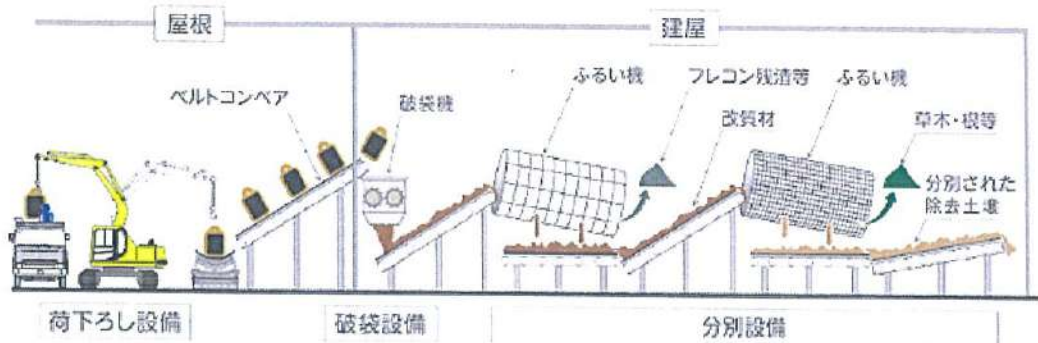 屋根
建屋
ベルトコンベア
破袋機
ふるい機
フレコン残渣等
改質材
ふるい機
草木・根等
分別された
除去土壌
荷下ろし設備
破袋設備
分別設備